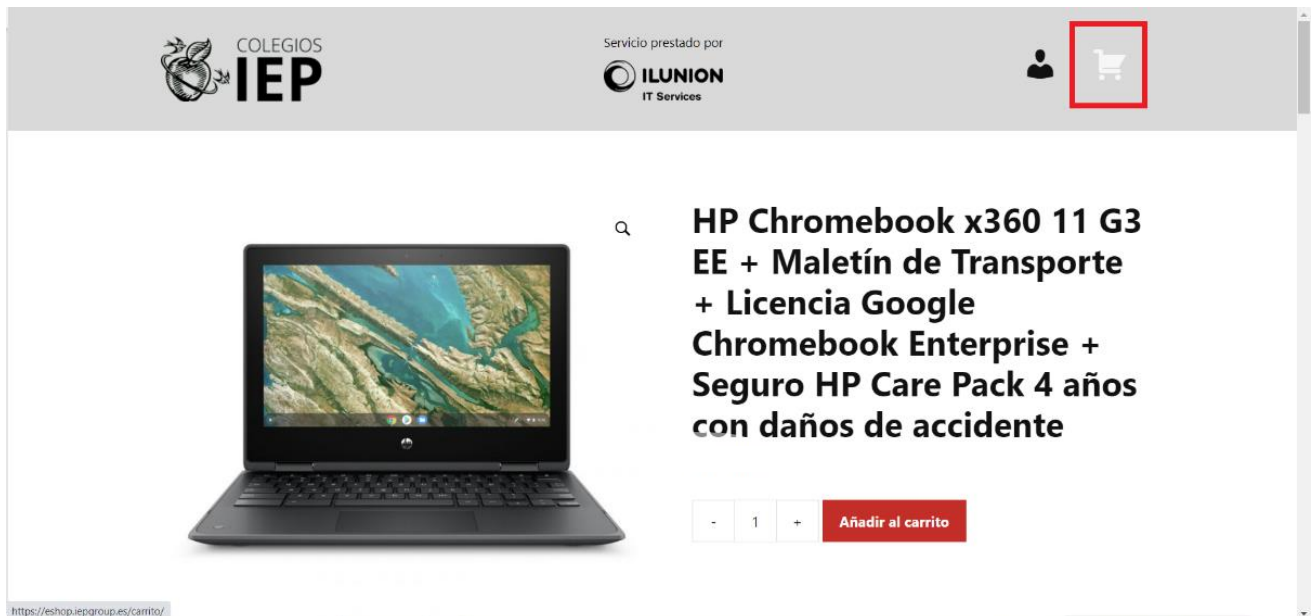 COLEGIOS
IEP
Servicio prestado por
ILUNION
IT Services
HP Chromebook x360 11 G3
EE + Maletín de Transporte
+ Licencia Google
Chromebook Enterprise +
Seguro HP Care Pack 4 años
con daños de accidente
- 1 +
Añadir al carrito
https://eshop.iepgroup.es/carrito/